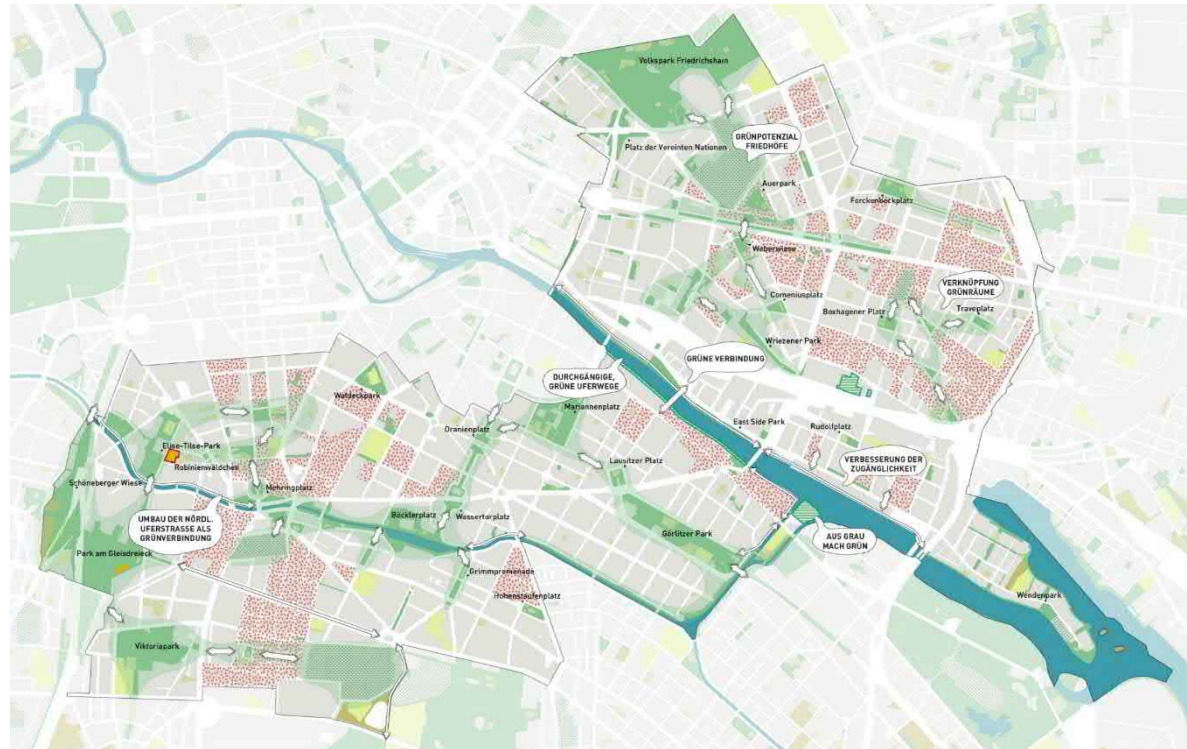 Volkspark Friedrichshain
GRÜNPOTENZIAL
FRIEDHÖFE
Platz der Vereinten Nationen
Auerpark
Forckenbeckplatz
Weberwiese
VERKNÜPFUNG
GRÜNRÄUME
Comeniusplatz
Boxhagener Platz
Traveplatz
Wriezener Park
GRÜNE VERBINDUNG
DURCHGÄNGIGE,
GRÜNE UFERWEGE
Waldeckpark
Mariannenplatz
Oranienplatz
East Side Park
Rudolfplatz
Elise-Tilse-Park
Robinienwäldchen
Lausitzer Platz
VERBESSERUNG DER
ZUGÄNGLICHKEIT
Schöneberger Wiese
Mehringplatz
Böcklerplatz
Wassertorplatz
UMBAU DER NÖRDL.
UFERSTRASSE ALS
GRÜNVERBINDUNG
Görlitzer Park
AUS GRAU
MACH GRÜN
Park am Gleisdreieck
Grimmpromenade
Hohenstaufenplatz
Wendenpark
Viktoriapark